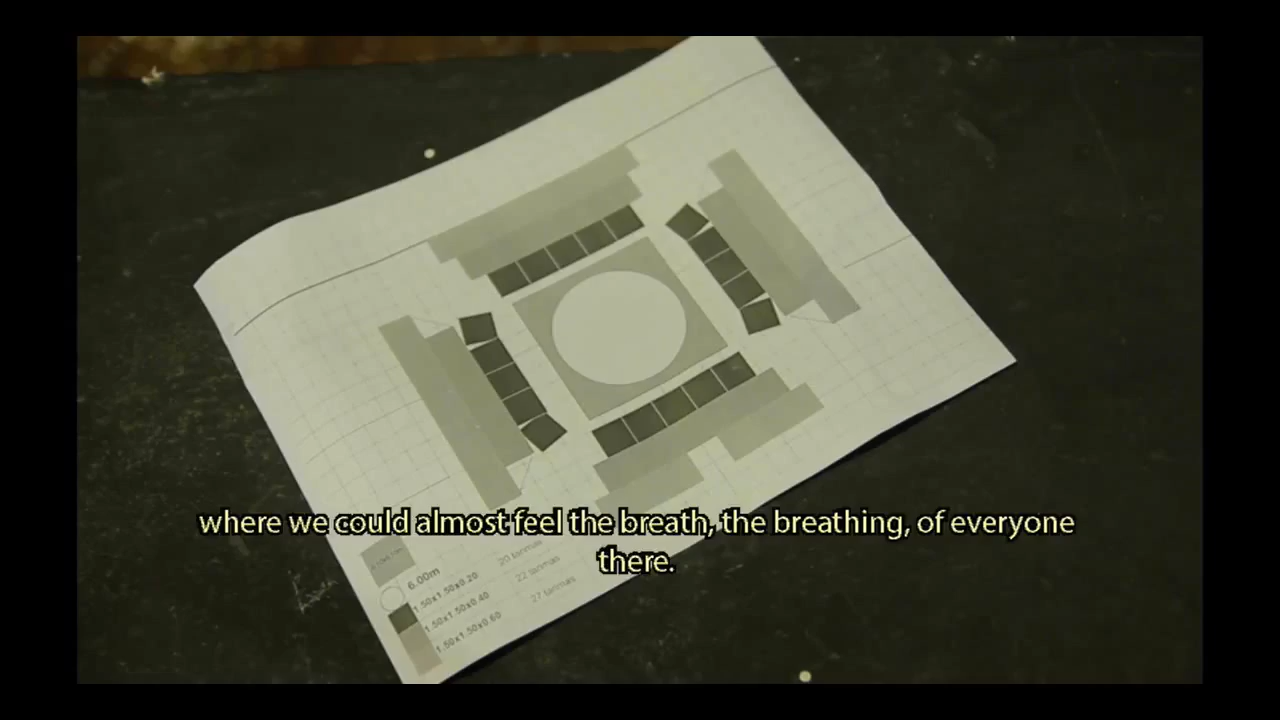 where we could almost feel the breath, the breathing, of everyone
there.
6.00m
1.50x1.50x0.20 20 tarimas
1.50x1.50x0.40 22 tarimas
1.50x1.50x0.60 27 tarimas